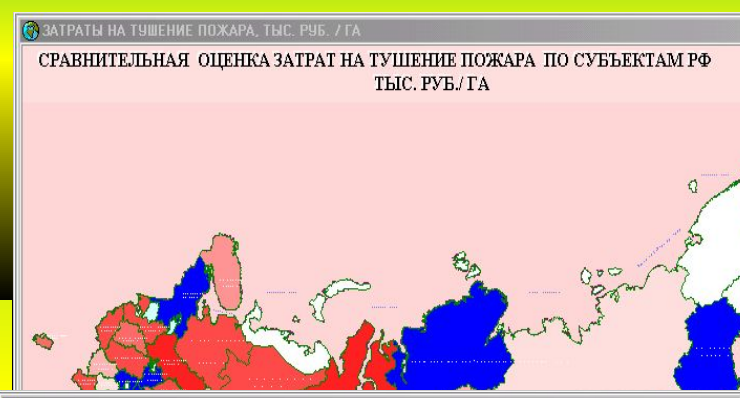 ЗАТРАТЫ НА ТУШЕНИЕ ПОЖАРА, ТЫС. РУБ. / ГА
СРАВНИТЕЛЬНАЯ ОЦЕНКА ЗАТРАТ НА ТУШЕНИЕ ПОЖАРА ПО СУБЪЕКТАМ РФ
ТЫС. РУБ./ ГА